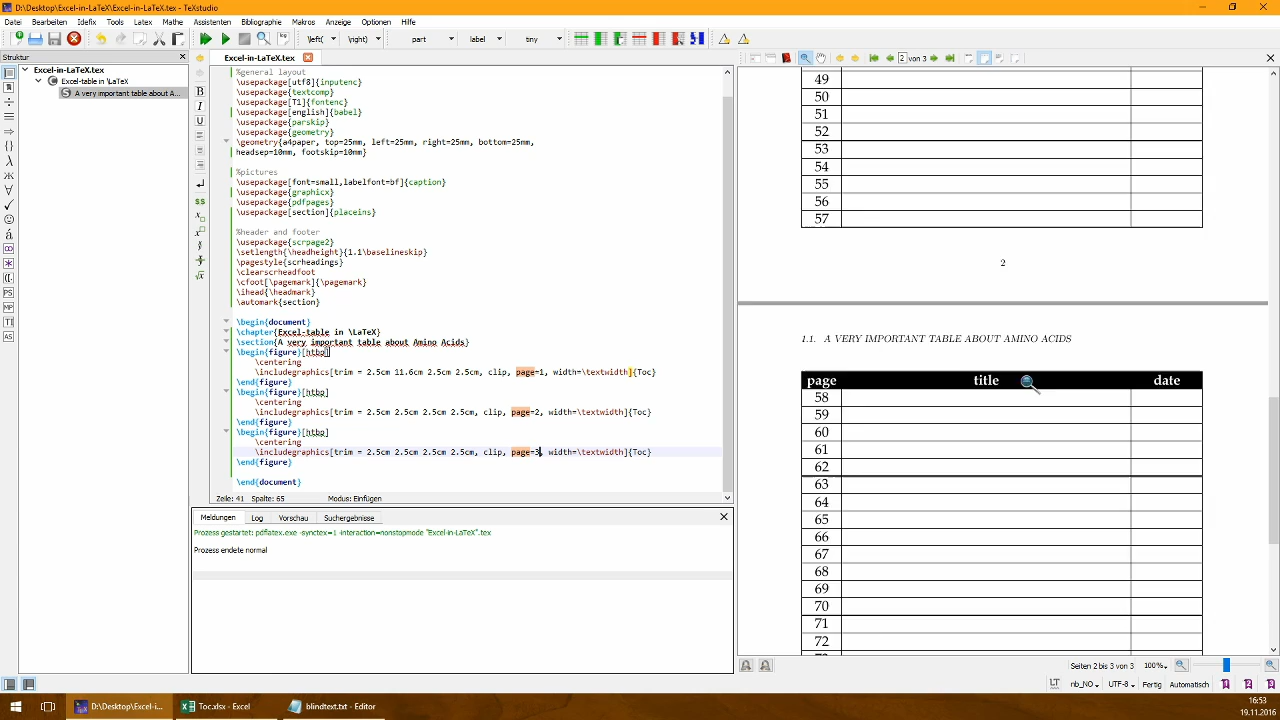 D:\Desktop\Excel-in-LaTeX\Excel-in-LaTeX.tex - TeXstudio
Datei Bearbeiten Idefix Tools Latex Mathe Assistenten Bibliographie Makros Anzeige Optionen Hilfe
\left( \right) part label tiny
Struktur
Excel-in-LaTeX.tex
Excel-table in \LaTeX
A very important table about A...
Excel-in-LaTeX.tex
%general layout
\usepackage[utf8]{inputenc}
\usepackage{textcomp}
\usepackage[T1]{fontenc}
\usepackage[english]{babel}
\usepackage{parskip}
\usepackage{geometry}
\geometry{a4paper, top=25mm, left=25mm, right=25mm, bottom=25mm,
headsep=10mm, footskip=10mm}
%pictures
\usepackage[font=small,labelfont=bf]{caption}
\usepackage{graphicx}
\usepackage{pdfpages}
\usepackage[section]{placeins}
%header and footer
\usepackage{scrpage2}
\setlength{\headheight}{1.1\baselineskip}
\pagestyle{scrheadings}
\clearscrheadfoot
\cfoot[\pagemark]{\pagemark}
\ihead{\headmark}
\automark{section}
\begin{document}
\chapter{Excel-table in \LaTeX}
\section{A very important table about Amino Acids}
\begin{figure}[htbp]
\centering
\includegraphics[trim = 2.5cm 11.6cm 2.5cm 2.5cm, clip, page=1, width=\textwidth]{Toc}
\end{figure}
\begin{figure}[htbp]
\centering
\includegraphics[trim = 2.5cm 2.5cm 2.5cm 2.5cm, clip, page=2, width=\textwidth]{Toc}
\end{figure}
\begin{figure}[htbp]
\centering
\includegraphics[trim = 2.5cm 2.5cm 2.5cm 2.5cm, clip, page=3, width=\textwidth]{Toc}
\end{figure}
\end{document}
Zeile: 41 Spalte: 65 Modus: Einfügen
Meldungen Log Vorschau Suchergebnisse
Prozess gestartet: pdflatex.exe -synctex=1 -interaction=nonstopmode "Excel-in-LaTeX".tex
Prozess endete normal
2 von 3
49
50
51
52
53
54
55
56
57
2
1.1. A VERY IMPORTANT TABLE ABOUT AMINO ACIDS
page title date
58
59
60
61
62
63
64
65
66
67
68
69
70
71
72
Seiten 2 bis 3 von 3 100%
LT nb_NO UTF-8 Fertig Automatisch
D:\Desktop\Excel-i... Toc.xlsx - Excel blindtext.txt - Editor
16:53
19.11.2016